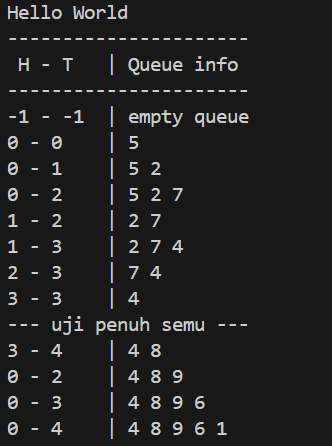 Hello World
----------------------
 H - T   | Queue info
----------------------
-1 - -1  | empty queue
0 - 0    | 5
0 - 1    | 5 2
0 - 2    | 5 2 7
1 - 2    | 2 7
1 - 3    | 2 7 4
2 - 3    | 7 4
3 - 3    | 4
--- uji penuh semu ---
3 - 4    | 4 8
0 - 2    | 4 8 9
0 - 3    | 4 8 9 6
0 - 4    | 4 8 9 6 1